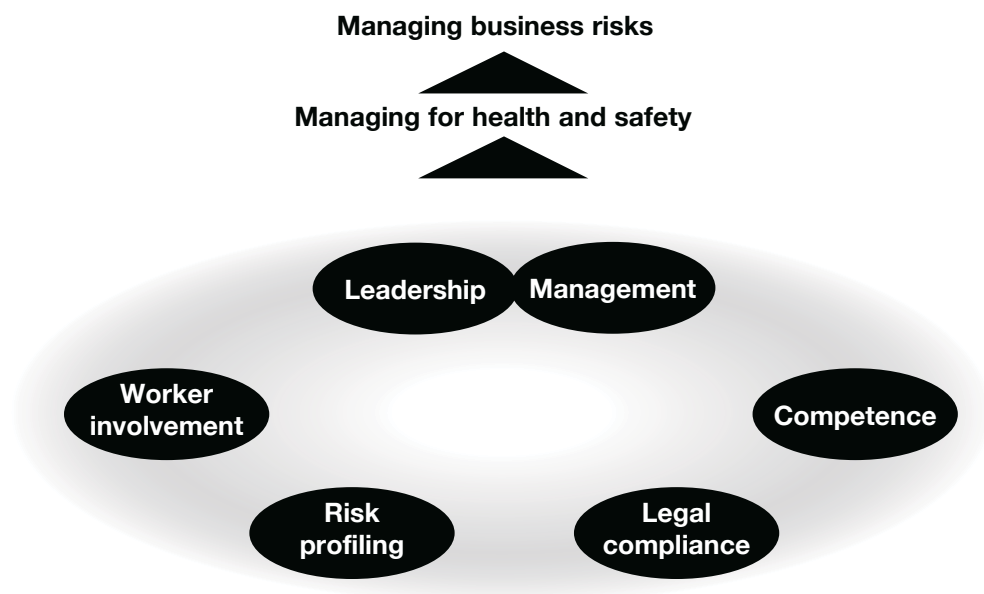 Managing business risks
Managing for health and safety
Leadership
Management
Worker
involvement
Competence
Risk
profiling
Legal
compliance